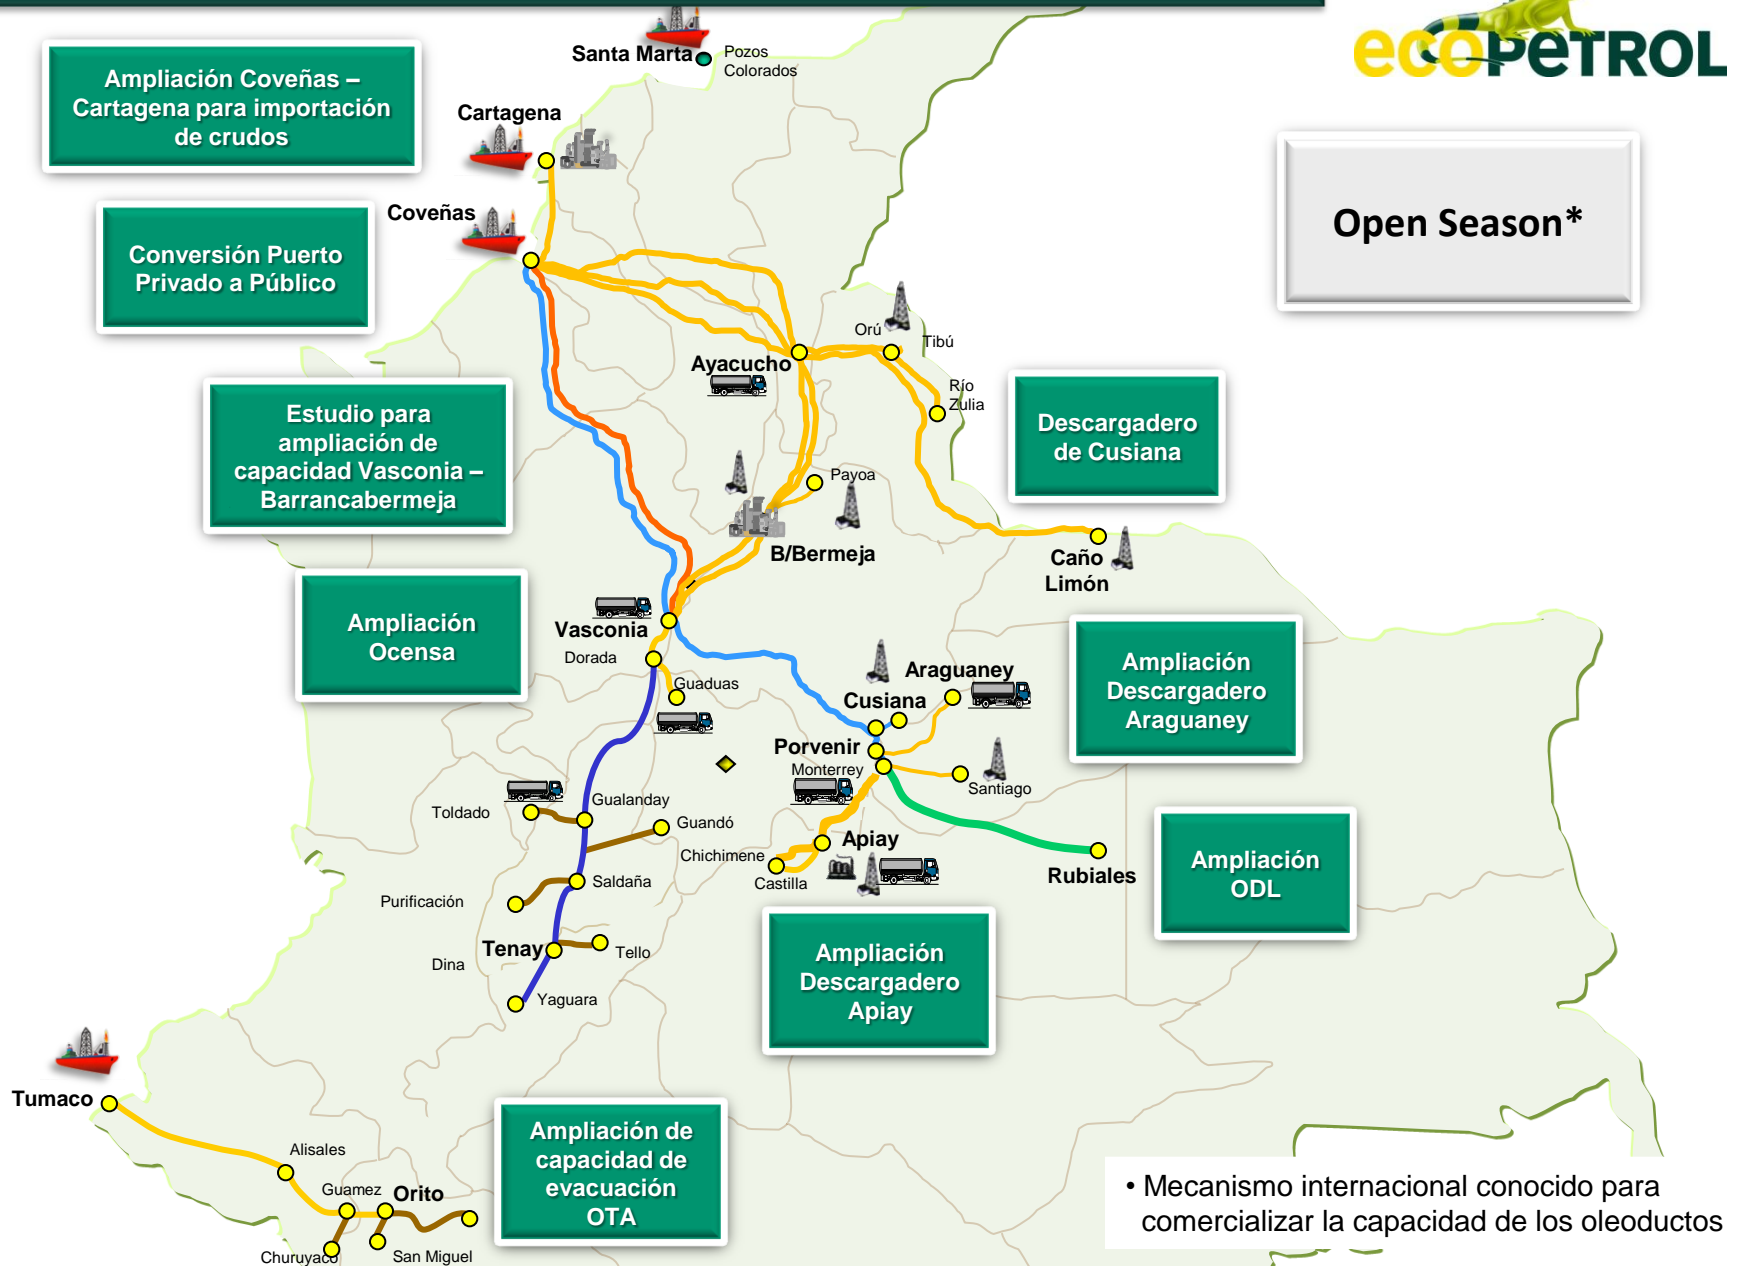 ecopetrol
Santa Marta
Pozos
Colorados
Ampliación Coveñas –
Cartagena para importación
de crudos
Cartagena
Open Season*
Coveñas
Conversión Puerto
Privado a Público
Orú
Tibú
Ayacucho
Río
Zulia
Estudio para
ampliación de
capacidad Vasconia –
Barrancabermeja
Descargadero
de Cusiana
Payoa
B/Bermeja
Caño
Limón
Ampliación
Ocensa
Vasconia
Dorada
Guaduas
Araguaney
Cusiana
Ampliación
Descargadero
Araguaney
Porvenir
Monterrey
Santiago
Toldado
Gualanday
Guandó
Apiay
Chichimene
Castilla
Rubiales
Ampliación
ODL
Saldaña
Purificación
Tenay
Tello
Dina
Yaguara
Ampliación
Descargadero
Apiay
Tumaco
Alisales
Guamez
Orito
Churuyaco
San Miguel
Ampliación de
capacidad de
evacuación
OTA
• Mecanismo internacional conocido para
comercializar la capacidad de los oleoductos